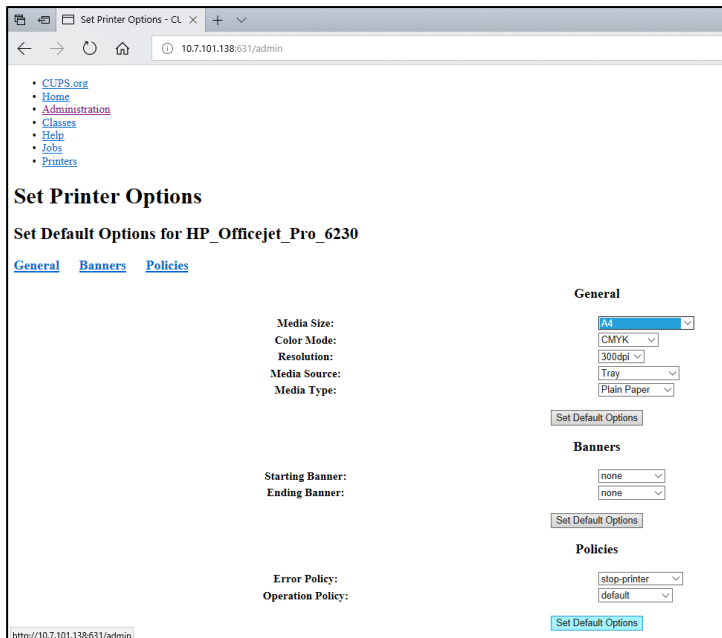 Set Printer Options - CL
10.7.101.138:631/admin
CUPS.org
Home
Administration
Classes
Help
Jobs
Printers
Set Printer Options
Set Default Options for HP_Officejet_Pro_6230
General Banners Policies
General
Media Size: A4
Color Mode: CMYK
Resolution: 300dpi
Media Source: Tray
Media Type: Plain Paper
Set Default Options
Banners
Starting Banner: none
Ending Banner: none
Set Default Options
Policies
Error Policy: stop-printer
Operation Policy: default
Set Default Options
http://10.7.101.138:631/admin